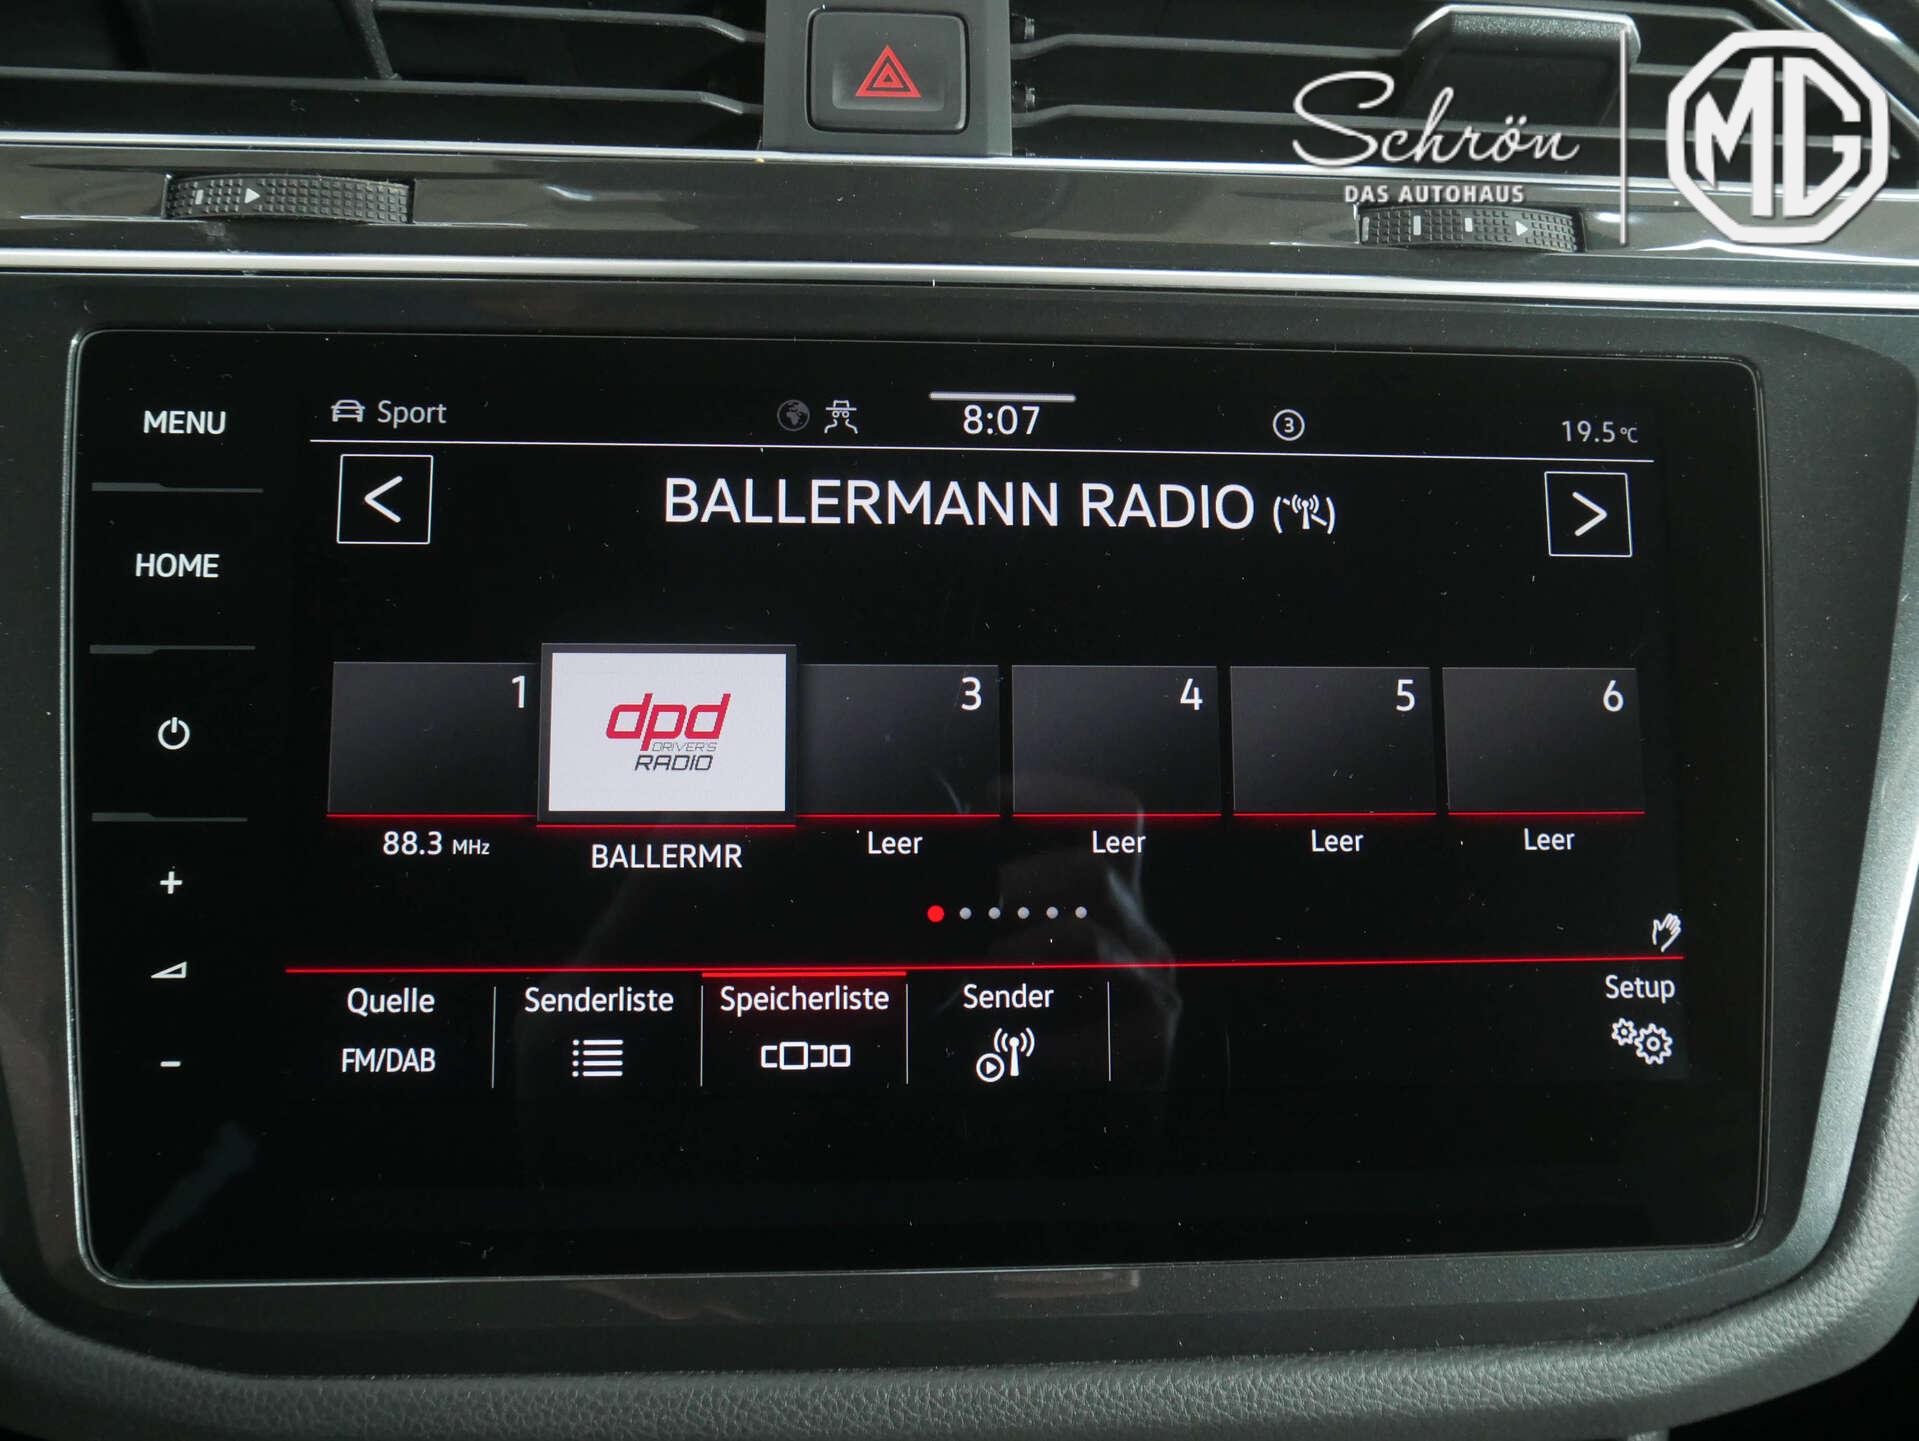 Schrön
DAS AUTOHAUS
MG
MENU
HOME
Sport
8:07
3
19.5 °C
BALLERMANN RADIO
1
dpd
DRIVER'S
RADIO
3
4
5
6
88.3 MHz
BALLERMR
Leer
Leer
Leer
Leer
+
-
Quelle
FM/DAB
Senderliste
Speicherliste
Sender
Setup